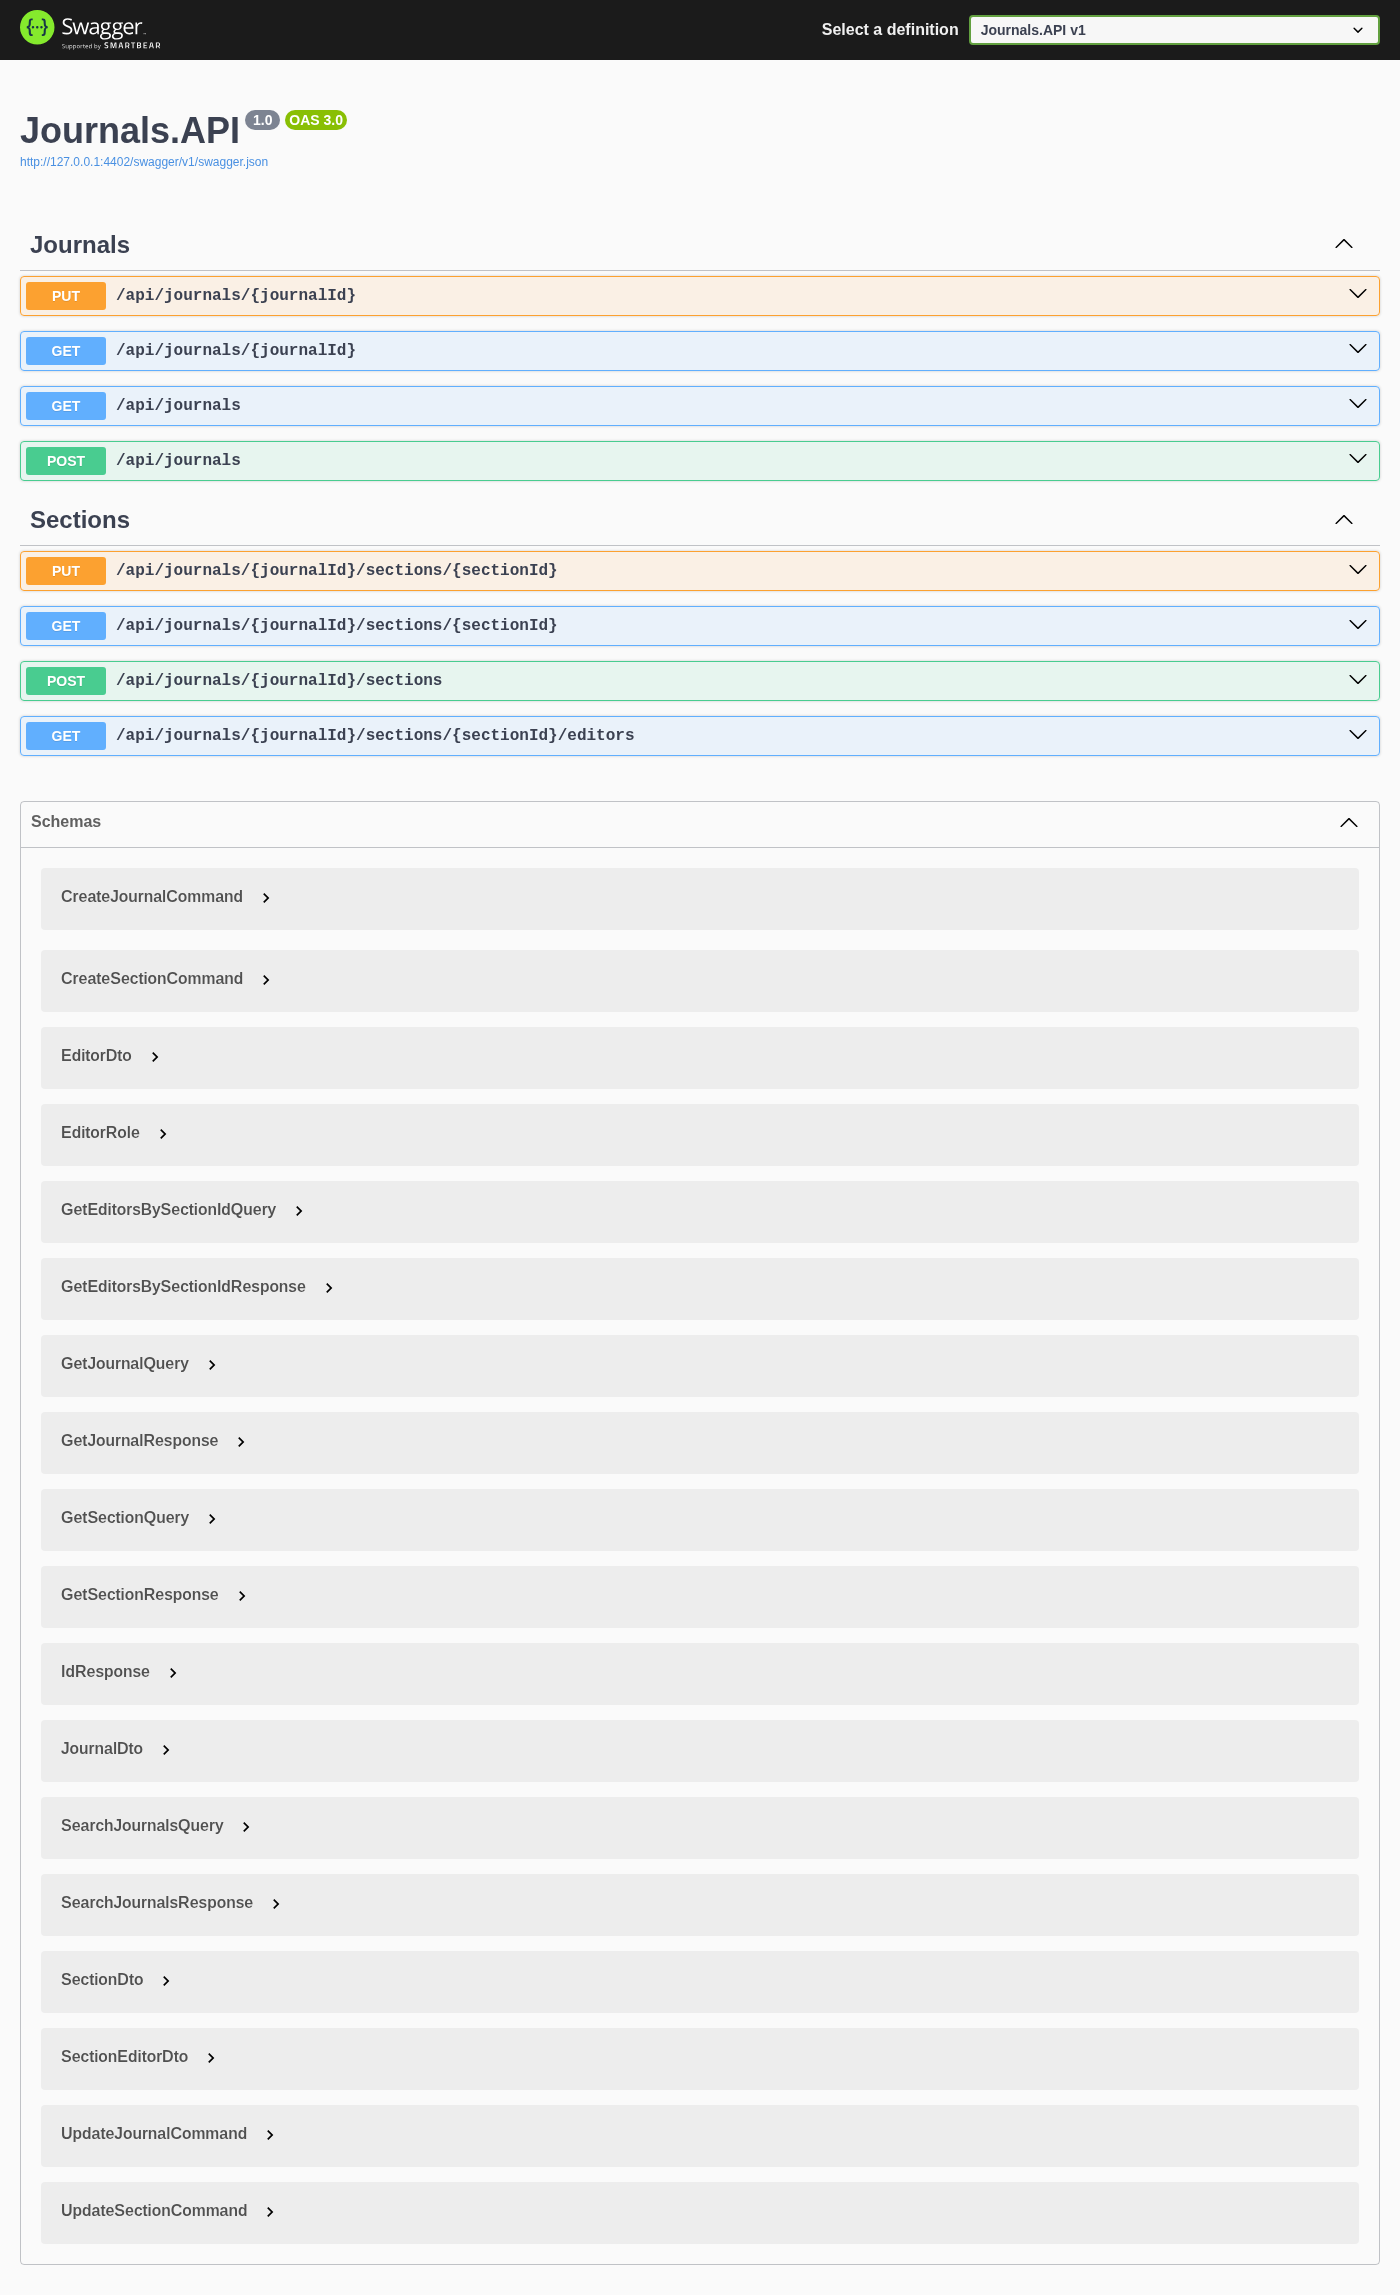 Swagger
Supported by SMARTBEAR
Select a definition
Journals.API v1
Journals.API 1.0 OAS 3.0
http://127.0.0.1:4402/swagger/v1/swagger.json
Journals
PUT /api/journals/{journalId}
GET /api/journals/{journalId}
GET /api/journals
POST /api/journals
Sections
PUT /api/journals/{journalId}/sections/{sectionId}
GET /api/journals/{journalId}/sections/{sectionId}
POST /api/journals/{journalId}/sections
GET /api/journals/{journalId}/sections/{sectionId}/editors
Schemas
CreateJournalCommand
CreateSectionCommand
EditorDto
EditorRole
GetEditorsBySectionIdQuery
GetEditorsBySectionIdResponse
GetJournalQuery
GetJournalResponse
GetSectionQuery
GetSectionResponse
IdResponse
JournalDto
SearchJournalsQuery
SearchJournalsResponse
SectionDto
SectionEditorDto
UpdateJournalCommand
UpdateSectionCommand